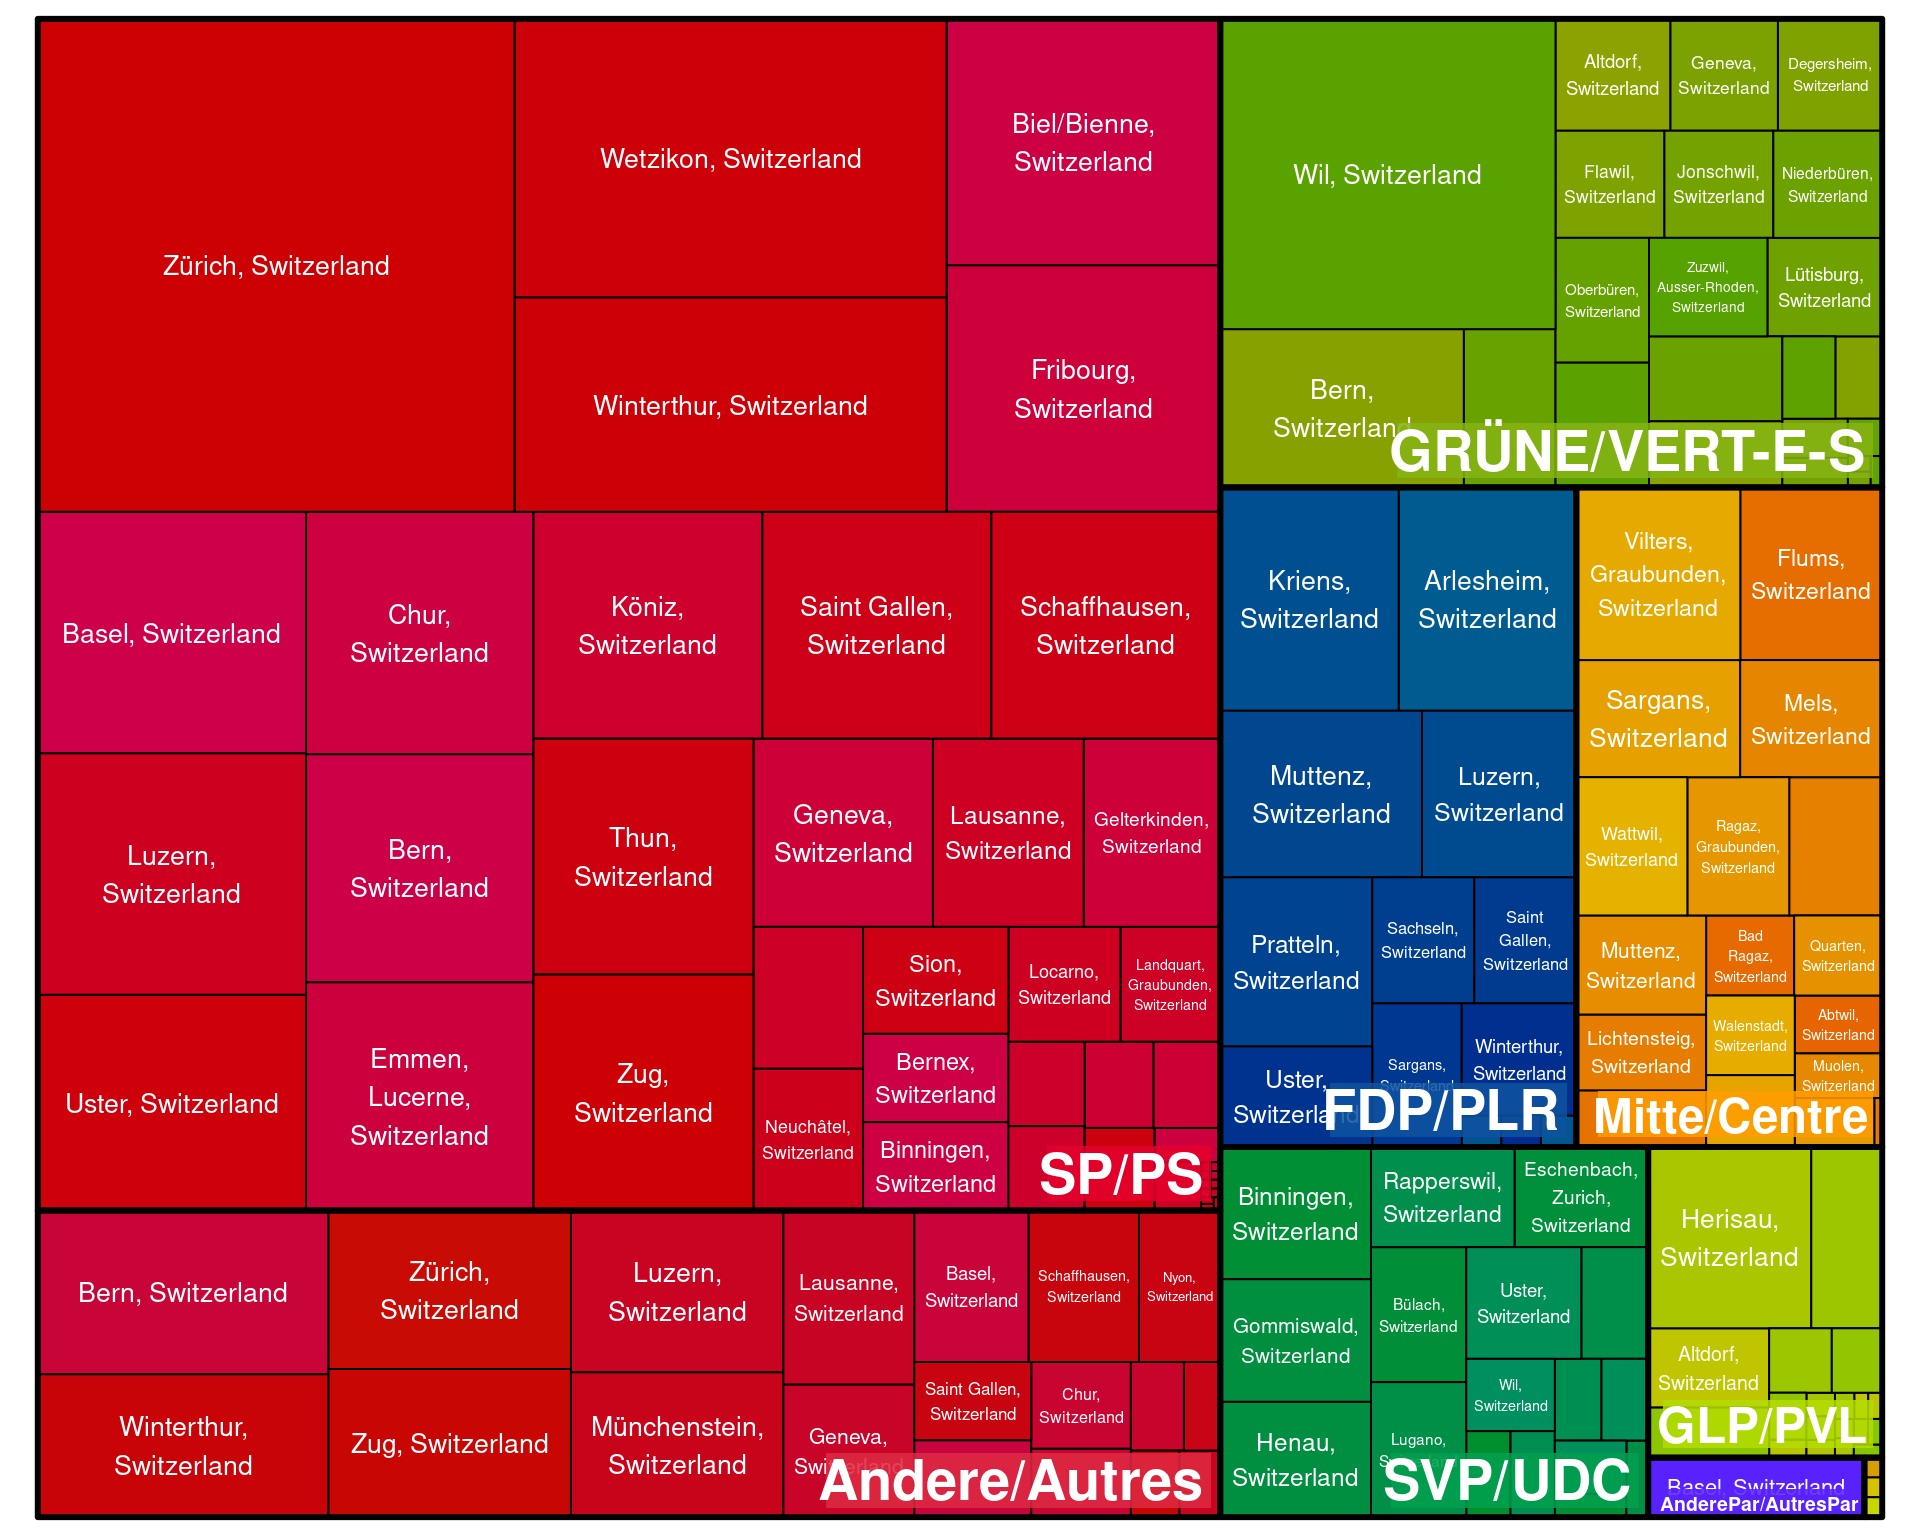 Zürich, Switzerland
Wetzikon, Switzerland
Winterthur, Switzerland
Biel/Bienne,
Switzerland
Fribourg,
Switzerland
Basel, Switzerland
Chur,
Switzerland
Köniz,
Switzerland
Saint Gallen,
Switzerland
Schaffhausen,
Switzerland
Luzern,
Switzerland
Bern,
Switzerland
Thun,
Switzerland
Geneva,
Switzerland
Lausanne,
Switzerland
Gelterkinden,
Switzerland
Uster, Switzerland
Emmen,
Lucerne,
Switzerland
Zug,
Switzerland
Sion,
Switzerland
Locarno,
Switzerland
Landquart,
Graubunden,
Switzerland
Bernex,
Switzerland
Neuchâtel,
Switzerland
Binningen,
Switzerland
SP/PS
Bern, Switzerland
Zürich,
Switzerland
Luzern,
Switzerland
Lausanne,
Switzerland
Basel,
Switzerland
Schaffhausen,
Switzerland
Nyon,
Switzerland
Winterthur,
Switzerland
Zug, Switzerland
Münchenstein,
Switzerland
Geneva,
Switzerland
Saint Gallen,
Switzerland
Chur,
Switzerland
Andere/Autres
Wil, Switzerland
Altdorf,
Switzerland
Geneva,
Switzerland
Degersheim,
Switzerland
Flawil,
Switzerland
Jonschwil,
Switzerland
Niederbüren,
Switzerland
Oberbüren,
Switzerland
Zuzwil,
Ausser-Rhoden,
Switzerland
Lütisburg,
Switzerland
Bern,
Switzerland
GRÜNE/VERT-E-S
Kriens,
Switzerland
Arlesheim,
Switzerland
Muttenz,
Switzerland
Luzern,
Switzerland
Pratteln,
Switzerland
Sachseln,
Switzerland
Saint
Gallen,
Switzerland
Uster,
Switzerland
Sargans,
Switzerland
Winterthur,
Switzerland
FDP/PLR
Vilters,
Graubunden,
Switzerland
Flums,
Switzerland
Sargans,
Switzerland
Mels,
Switzerland
Wattwil,
Switzerland
Ragaz,
Graubunden,
Switzerland
Muttenz,
Switzerland
Bad
Ragaz,
Switzerland
Quarten,
Switzerland
Lichtensteig,
Switzerland
Walenstadt,
Switzerland
Abtwil,
Switzerland
Muolen,
Switzerland
Mitte/Centre
Binningen,
Switzerland
Rapperswil,
Switzerland
Eschenbach,
Zurich,
Switzerland
Gommiswald,
Switzerland
Bülach,
Switzerland
Uster,
Switzerland
Henau,
Switzerland
Lugano,
Switzerland
Wil,
Switzerland
SVP/UDC
Herisau,
Switzerland
Altdorf,
Switzerland
GLP/PVL
Basel, Switzerland
AnderePar/AutresPar